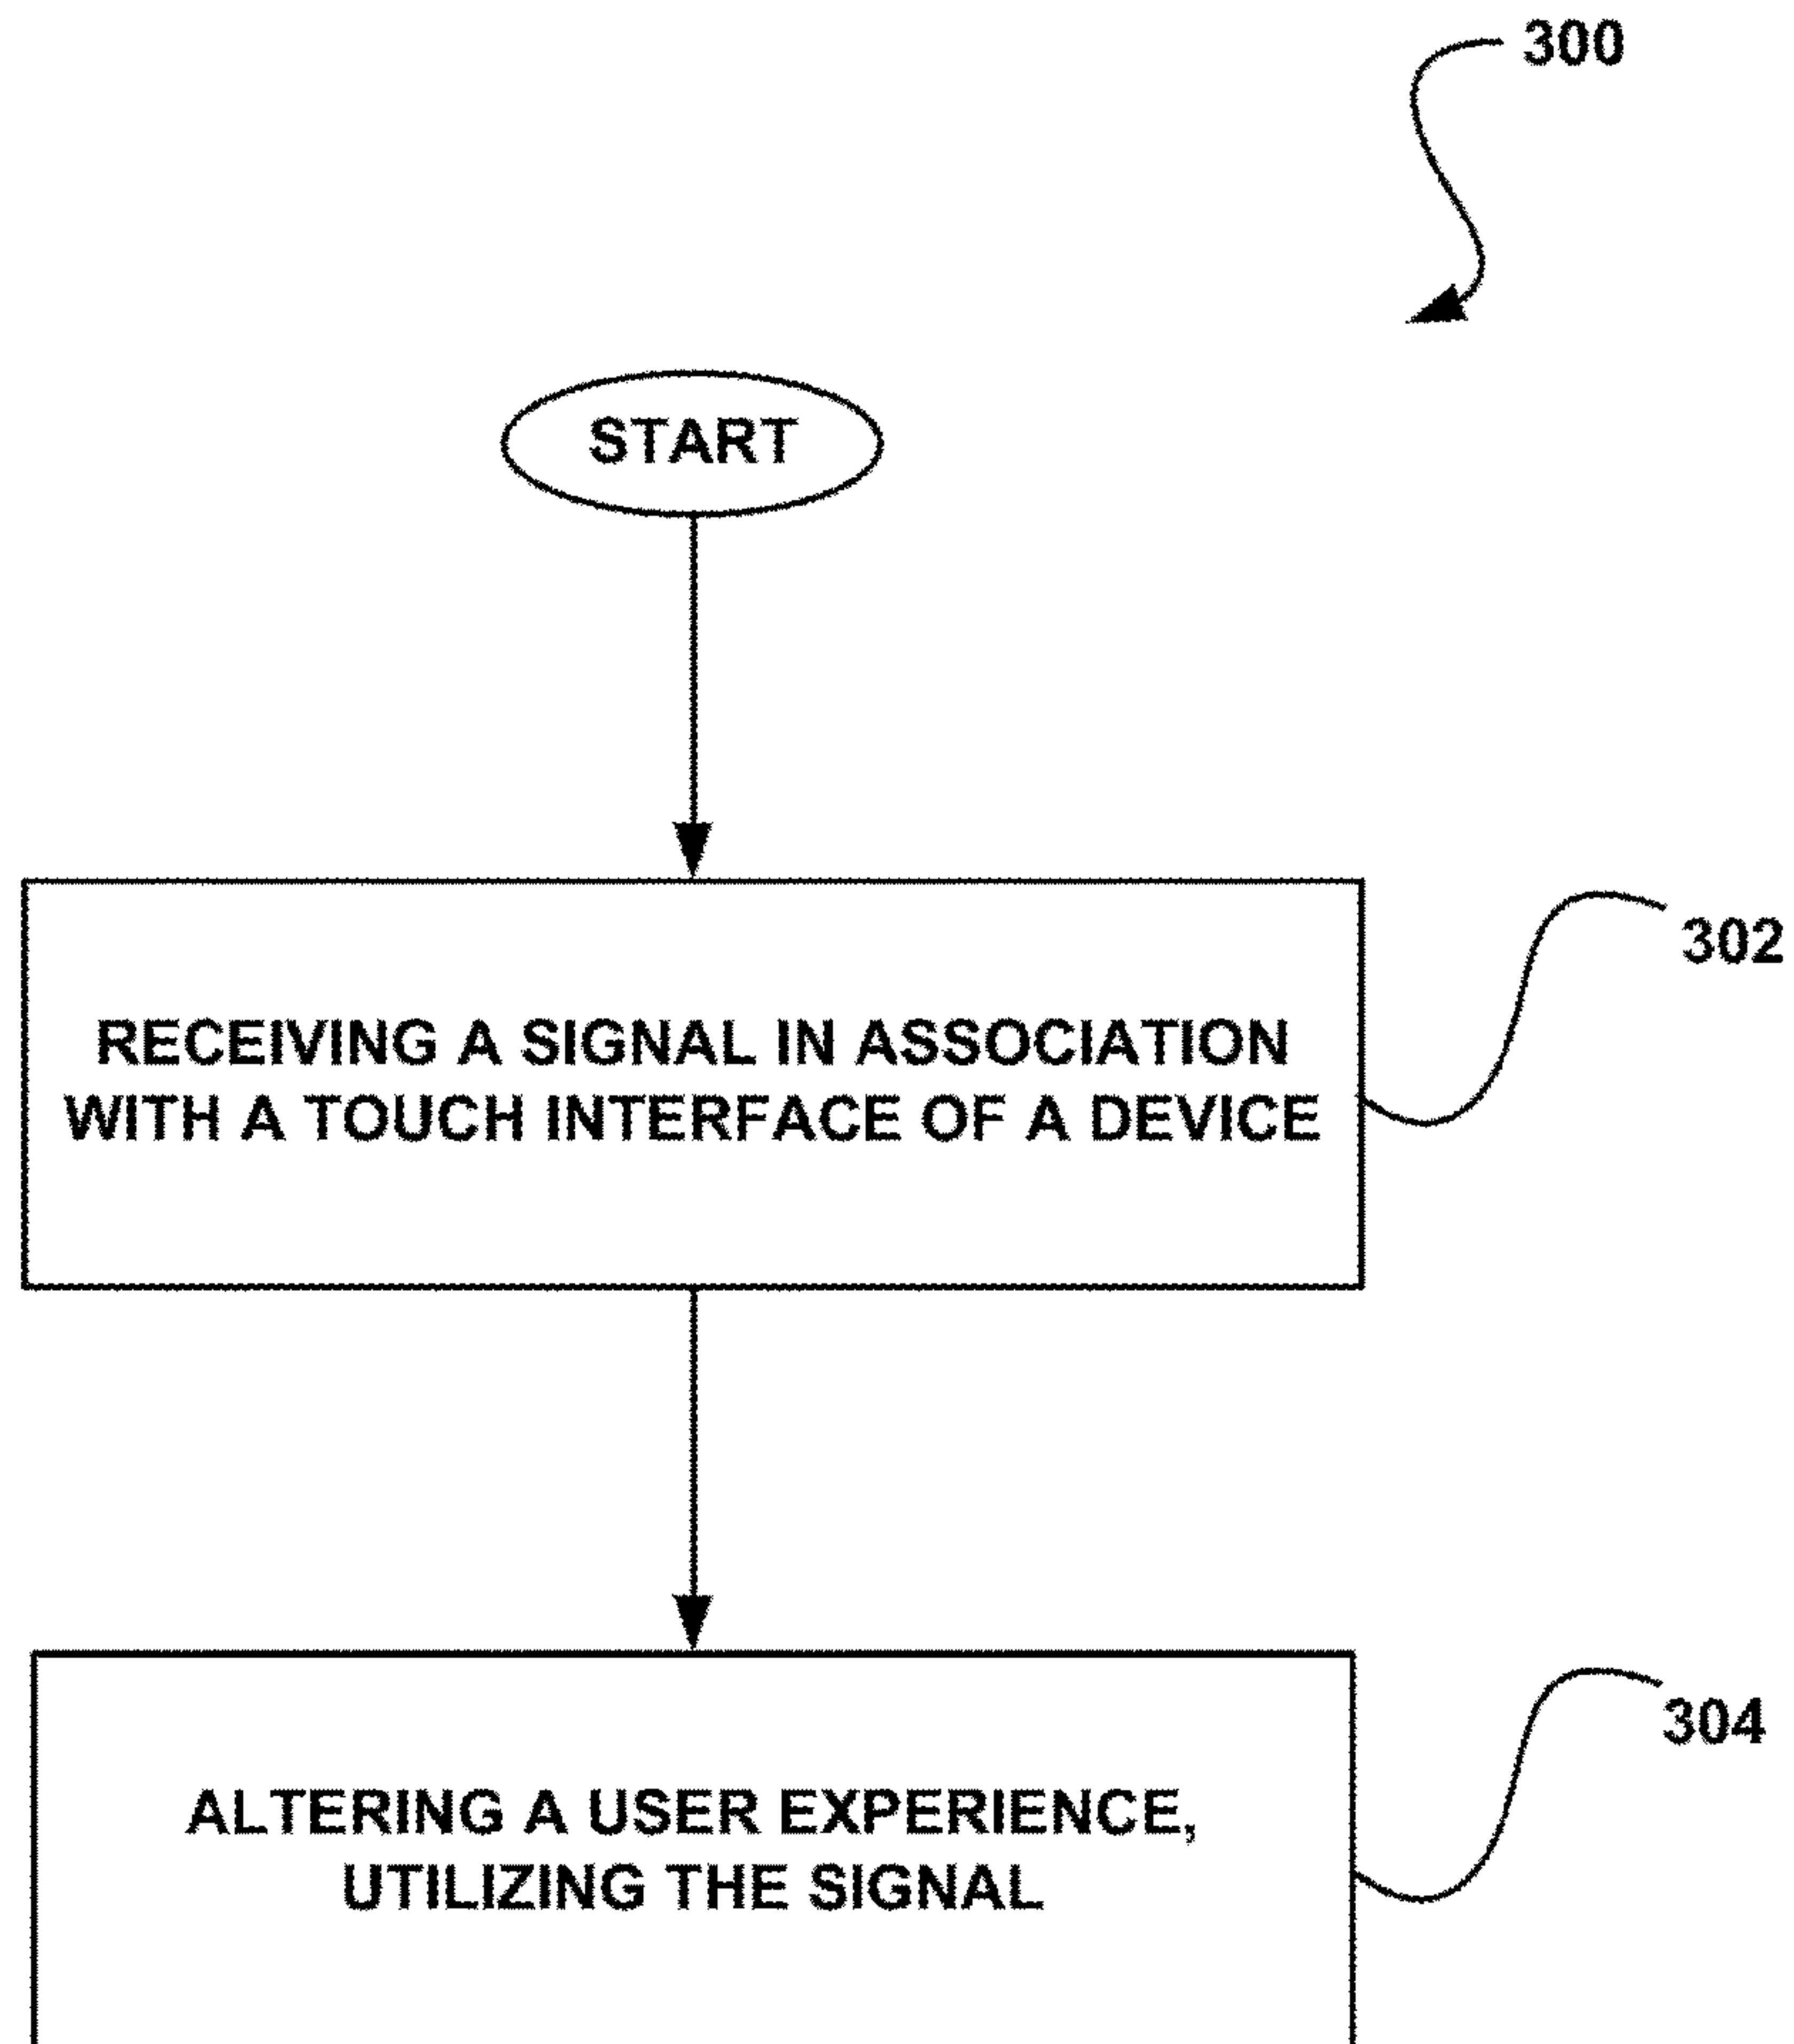 300
START
RECEIVING A SIGNAL IN ASSOCIATION
WITH A TOUCH INTERFACE OF A DEVICE
302
ALTERING A USER EXPERIENCE,
UTILIZING THE SIGNAL
304